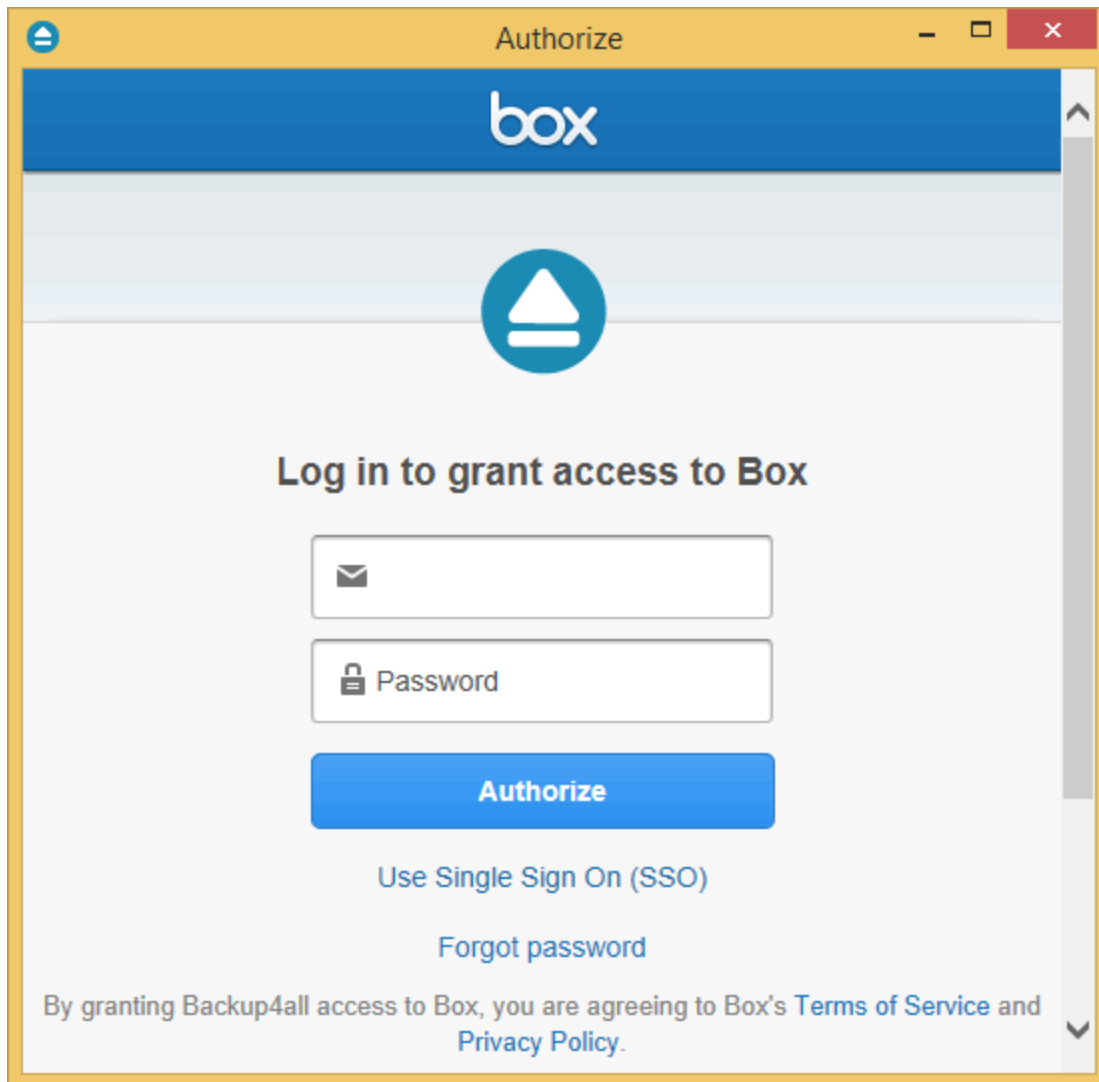 Authorize
box
Log in to grant access to Box
Password
Authorize
Use Single Sign On (SSO)
Forgot password
By granting Backup4all access to Box, you are agreeing to Box's Terms of Service and
Privacy Policy.